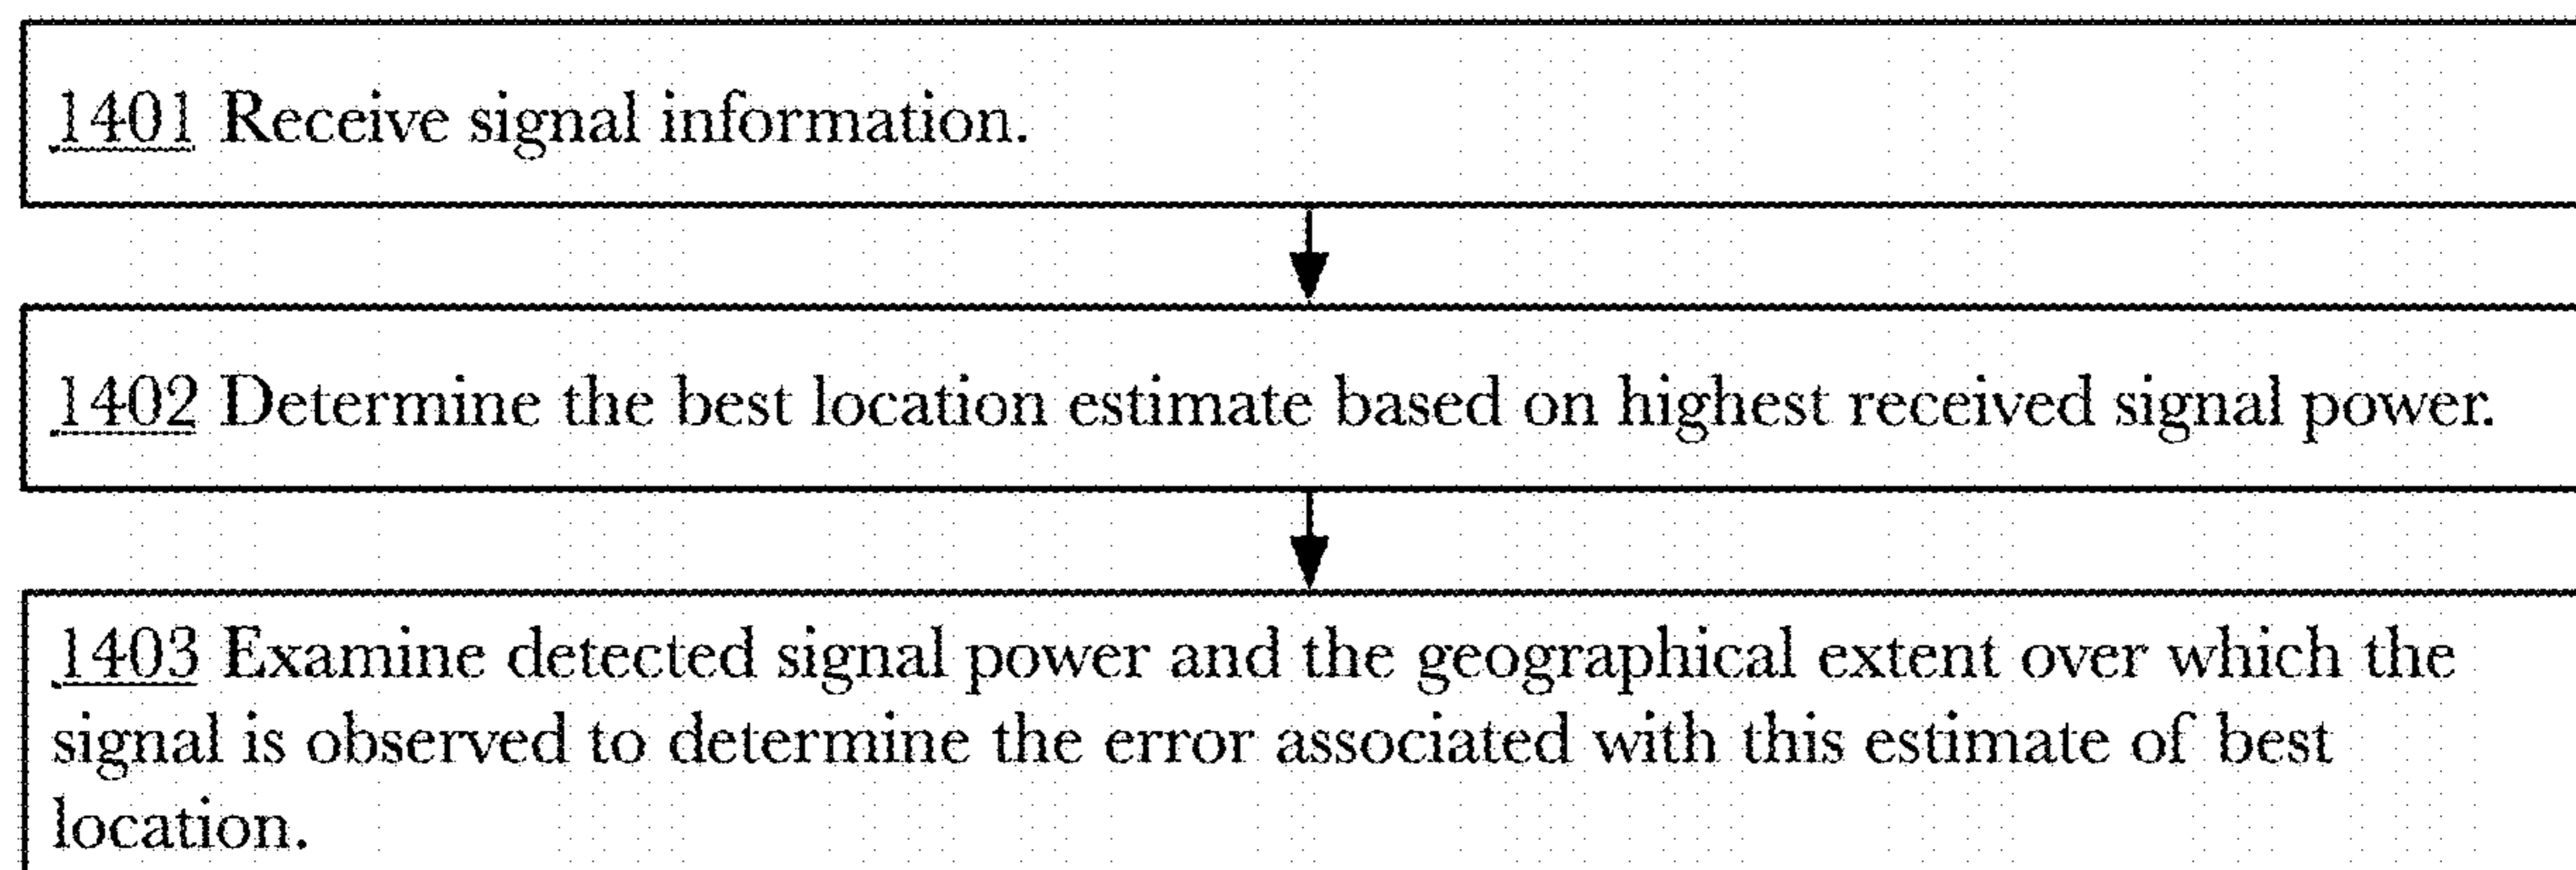 1401 Receive signal information.
1402 Determine the best location estimate based on highest received signal power.
1403 Examine detected signal power and the geographical extent over which the
signal is observed to determine the error associated with this estimate of best
location.